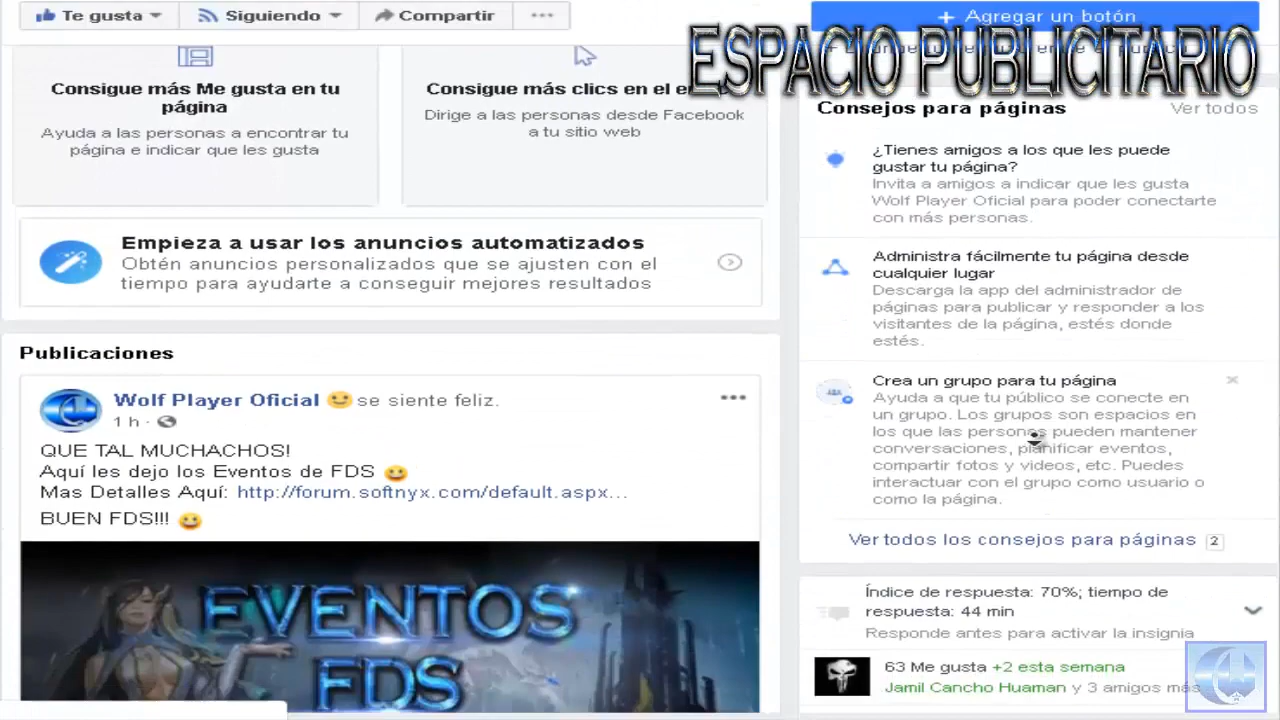 Te gusta
Siguiendo
Compartir
Agregar un botón
ESPACIO PUBLICITARIO
Consigue más Me gusta en tu
página
Ayuda a las personas a encontrar tu
página e indicar que les gusta
Consigue más clics en el en
Dirige a las personas desde Facebook
a tu sitio web
Empieza a usar los anuncios automatizados
Obtén anuncios personalizados que se ajusten con el
tiempo para ayudarte a conseguir mejores resultados
Publicaciones
Wolf Player Oficial 😉 se siente feliz.
1 h ·
QUE TAL MUCHACHOS!
Aquí les dejo los Eventos de FDS 😀
Mas Detalles Aquí: http://forum.softnyx.com/default.aspx...
BUEN FDS!!! 😀
EVENTOS
FDS
Consejos para páginas
Ver todos
¿Tienes amigos a los que les puede
gustar tu página?
Invita a amigos a indicar que les gusta
Wolf Player Oficial para poder conectarte
con más personas.
Administra fácilmente tu página desde
cualquier lugar
Descarga la app del administrador de
páginas para publicar y responder a los
visitantes de la página, estés donde
estés.
Crea un grupo para tu página
Ayuda a que tu público se conecte en
un grupo. Los grupos son espacios en
los que las personas pueden mantener
conversaciones, planificar eventos,
compartir fotos y videos, etc. Puedes
interactuar con el grupo como usuario o
como la página.
Ver todos los consejos para páginas 2
Índice de respuesta: 70%; tiempo de
respuesta: 44 min
Responde antes para activar la insignia
63 Me gusta +2 esta semana
Jamil Cancho Huaman y 3 amigos más